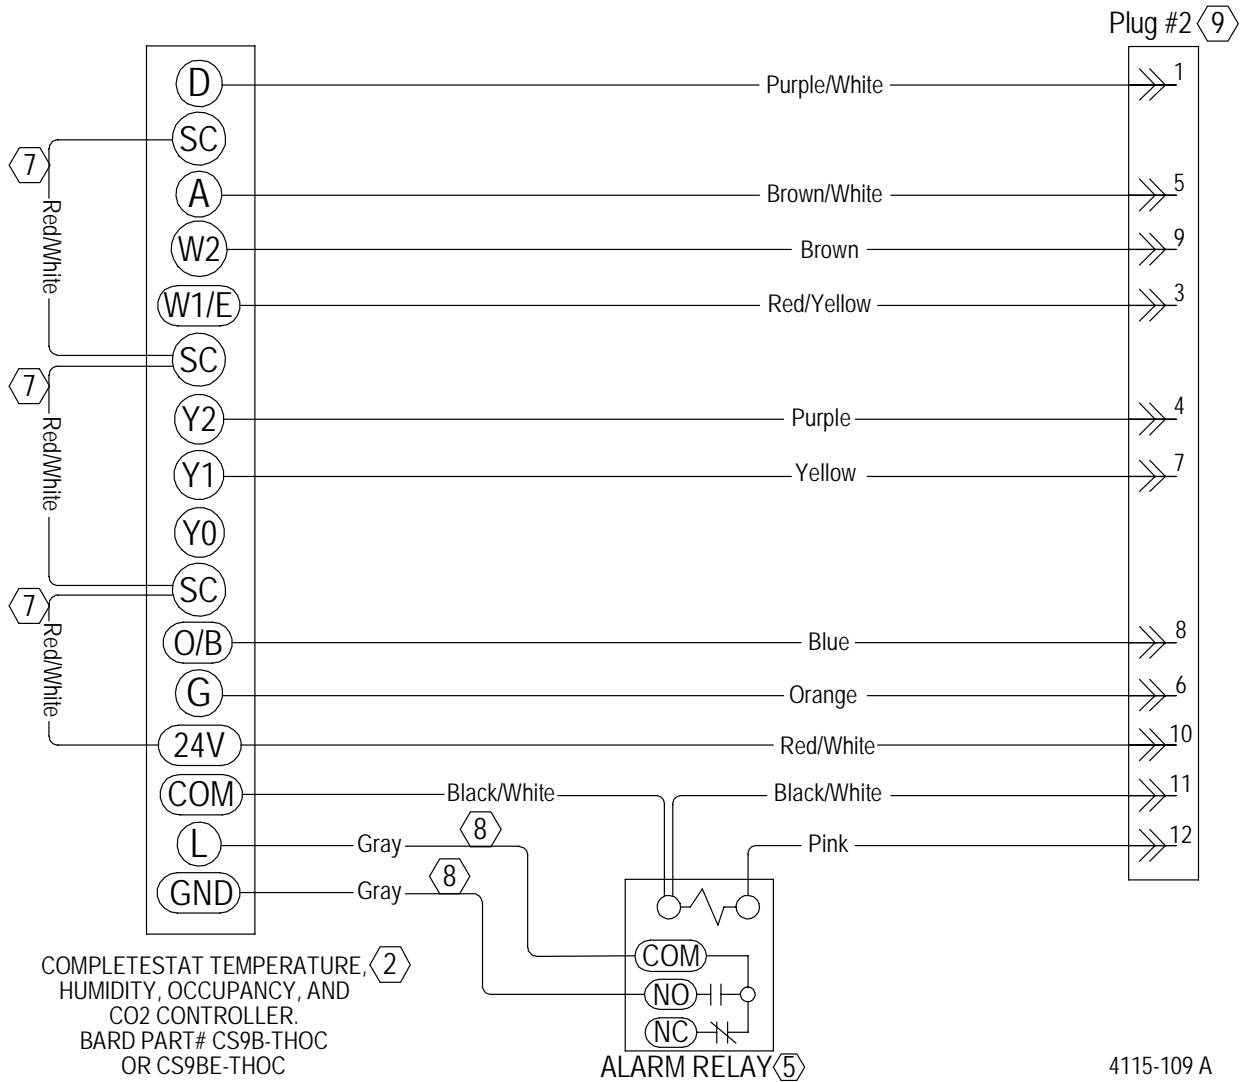 Plug #2 9
D Purple/White 1
SC
7
A Brown/White 5
Red/White
W2 Brown 9
W1/E Red/Yellow 3
SC
7
Y2 Purple 4
Red/White
Y1 Yellow 7
Y0
SC
7
O/B Blue 8
Red/White
G Orange 6
24V Red/White 10
COM Black/White Black/White 11
L Gray 8 Pink 12
GND Gray 8
COM
NO
NC
COMPLETESTAT TEMPERATURE, 2
HUMIDITY, OCCUPANCY, AND
CO2 CONTROLLER.
BARD PART# CS9B-THOC
OR CS9BE-THOC
ALARM RELAY 5
4115-109 A